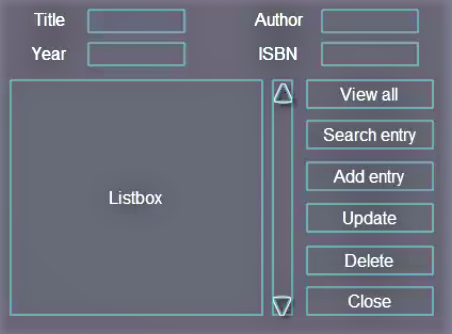 Title Author
Year ISBN
View all
Search entry
Add entry
Listbox
Update
Delete
Close